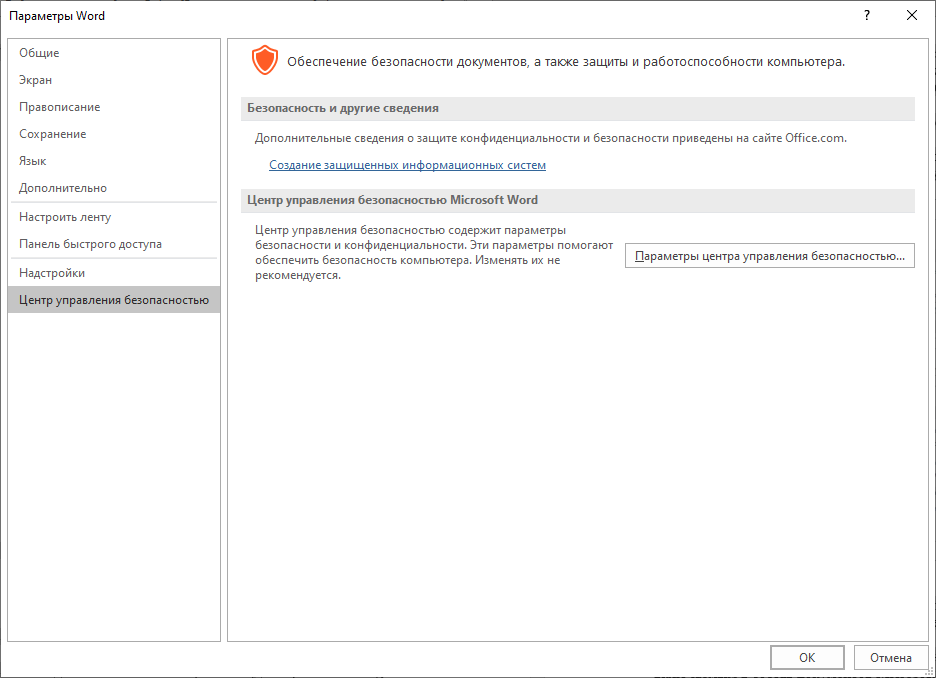 Параметры Word
?
Общие
Экран
Правописание
Сохранение
Язык
Дополнительно
Настроить ленту
Панель быстрого доступа
Надстройки
Центр управления безопасностью
Обеспечение безопасности документов, а также защиты и работоспособности компьютера.
Безопасность и другие сведения
Дополнительные сведения о защите конфиденциальности и безопасности приведены на сайте Office.com.
Создание защищенных информационных систем
Центр управления безопасностью Microsoft Word
Центр управления безопасностью содержит параметры
безопасности и конфиденциальности. Эти параметры помогают
обеспечить безопасность компьютера. Изменять их не
рекомендуется.
Параметры центра управления безопасностью...
ОК
Отмена